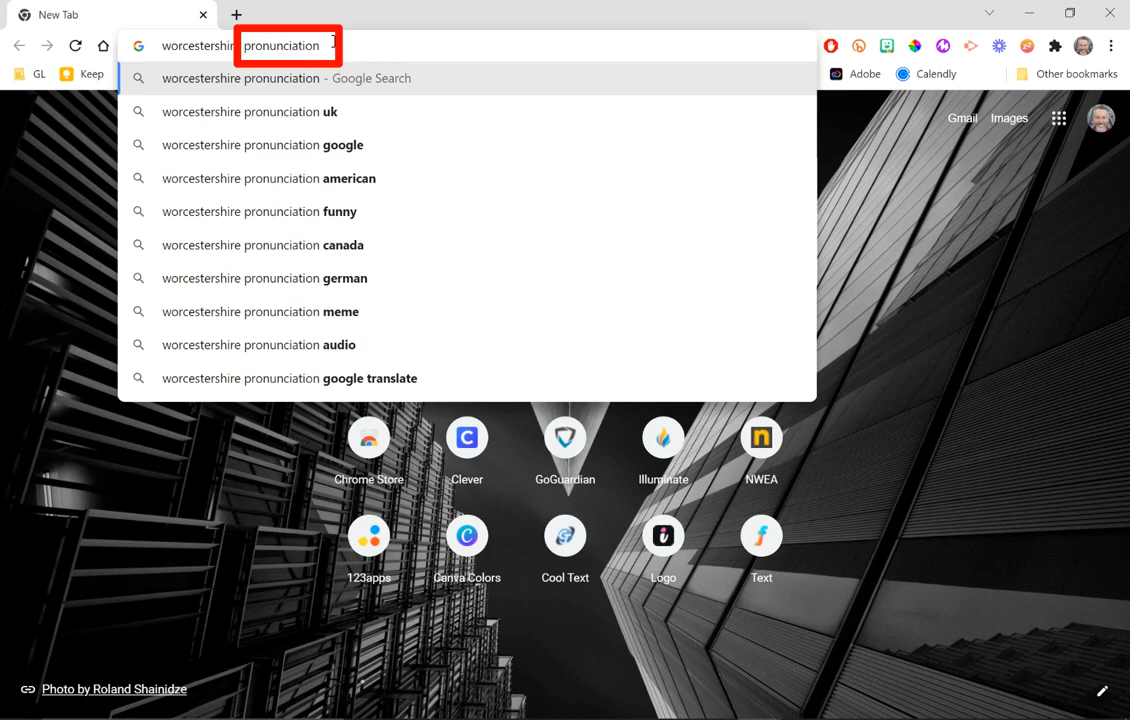 New Tab
worcestershire pronunciation
GL Keep Adobe Calendly Other bookmarks
worcestershire pronunciation - Google Search
worcestershire pronunciation uk
Gmail Images
worcestershire pronunciation google
worcestershire pronunciation american
worcestershire pronunciation funny
worcestershire pronunciation canada
worcestershire pronunciation german
worcestershire pronunciation meme
worcestershire pronunciation audio
worcestershire pronunciation google translate
Chrome Store Clever GoGuardian Illuminate NWEA
123apps Canva Colors Cool Text Logo Text
Photo by Roland Shainidze